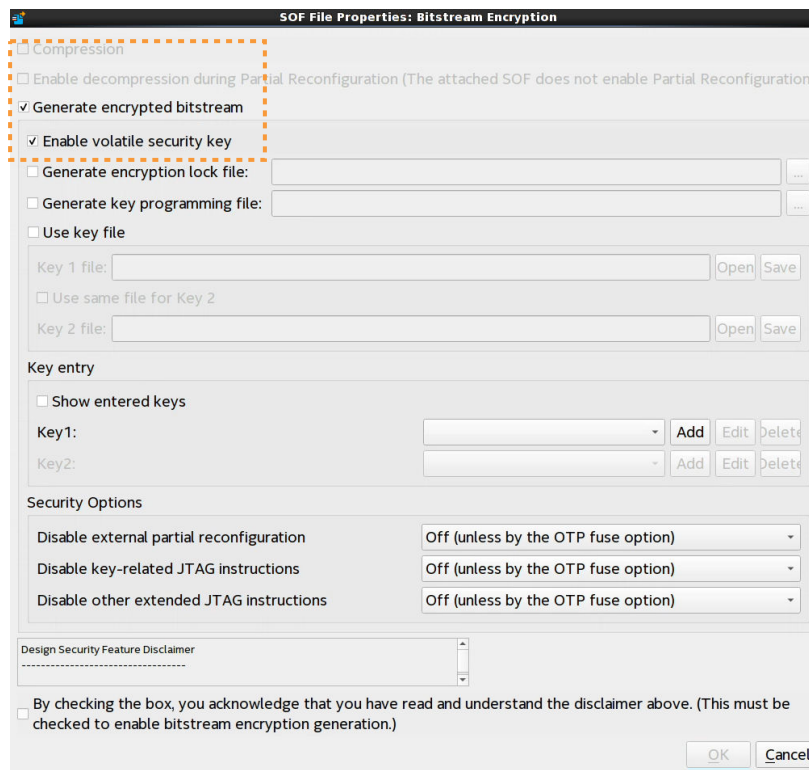 SOF File Properties: Bitstream Encryption
Compression
Enable decompression during Partial Reconfiguration (The attached SOF does not enable Partial Reconfiguration
Generate encrypted bitstream
Enable volatile security key
Generate encryption lock file: ...
Generate key programming file: ...
Use key file
Key 1 file: Open Save
Use same file for Key 2
Key 2 file: Open Save
Key entry
Show entered keys
Key1: Add Edit Delete
Key2: Add Edit Delete
Security Options
Disable external partial reconfiguration Off (unless by the OTP fuse option)
Disable key-related JTAG instructions Off (unless by the OTP fuse option)
Disable other extended JTAG instructions Off (unless by the OTP fuse option)
Design Security Feature Disclaimer
----------------------------------
By checking the box, you acknowledge that you have read and understand the disclaimer above. (This must be
checked to enable bitstream encryption generation.)
OK Cancel